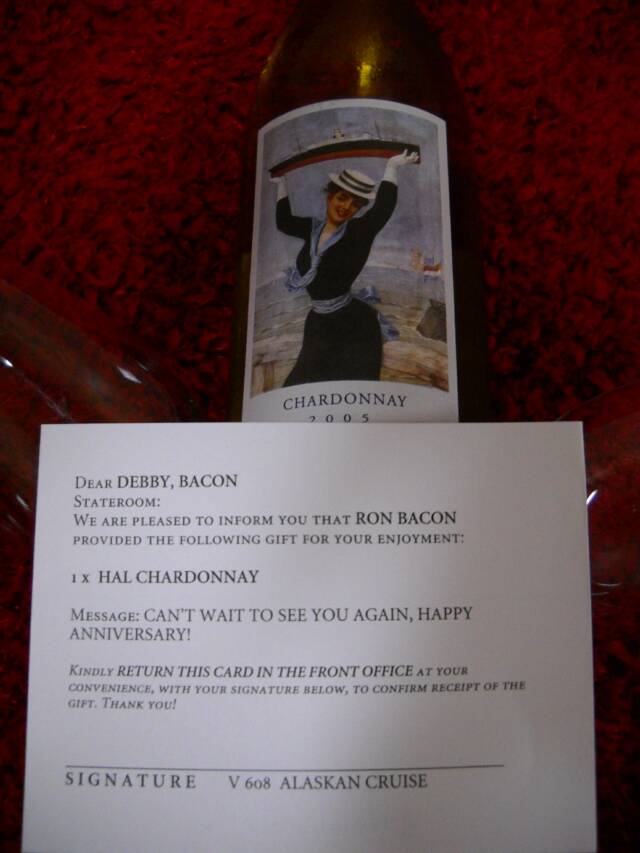 CHARDONNAY
2005
DEAR DEBBY, BACON
STATEROOM:
WE ARE PLEASED TO INFORM YOU THAT RON BACON
PROVIDED THE FOLLOWING GIFT FOR YOUR ENJOYMENT:
1 X HAL CHARDONNAY
MESSAGE: CAN'T WAIT TO SEE YOU AGAIN, HAPPY
ANNIVERSARY!
KINDLY RETURN THIS CARD IN THE FRONT OFFICE AT YOUR
CONVENIENCE, WITH YOUR SIGNATURE BELOW, TO CONFIRM RECEIPT OF THE
GIFT. THANK YOU!
SIGNATURE V 608 ALASKAN CRUISE